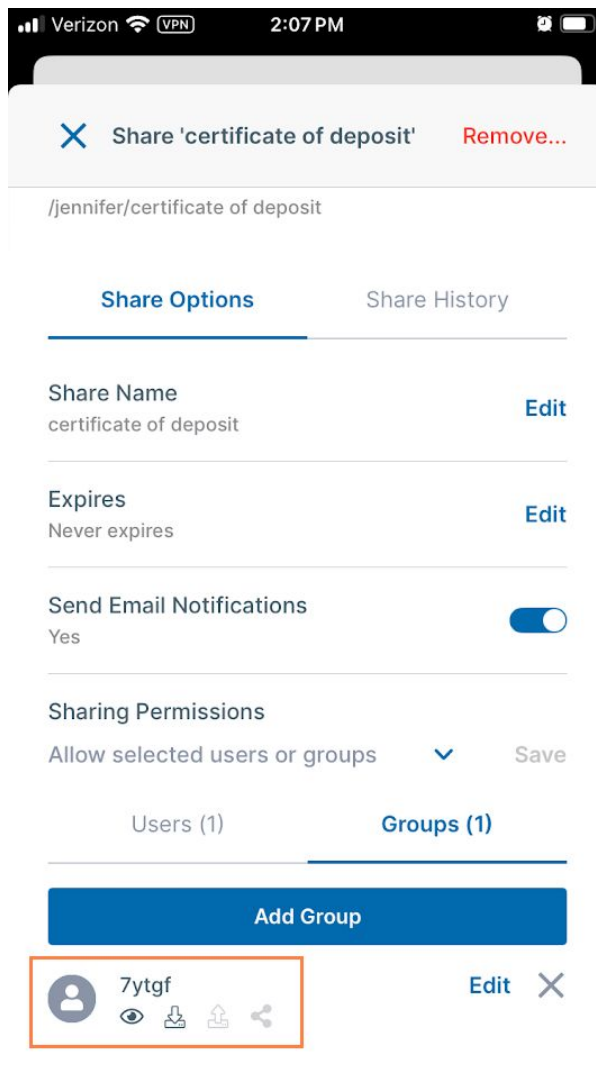 Verizon VPN 2:07 PM
Share 'certificate of deposit' Remove...
/jennifer/certificate of deposit
Share Options Share History
Share Name
Edit
certificate of deposit
Expires
Edit
Never expires
Send Email Notifications
Yes
Sharing Permissions
Allow selected users or groups Save
Users (1) Groups (1)
Add Group
7ytgf Edit